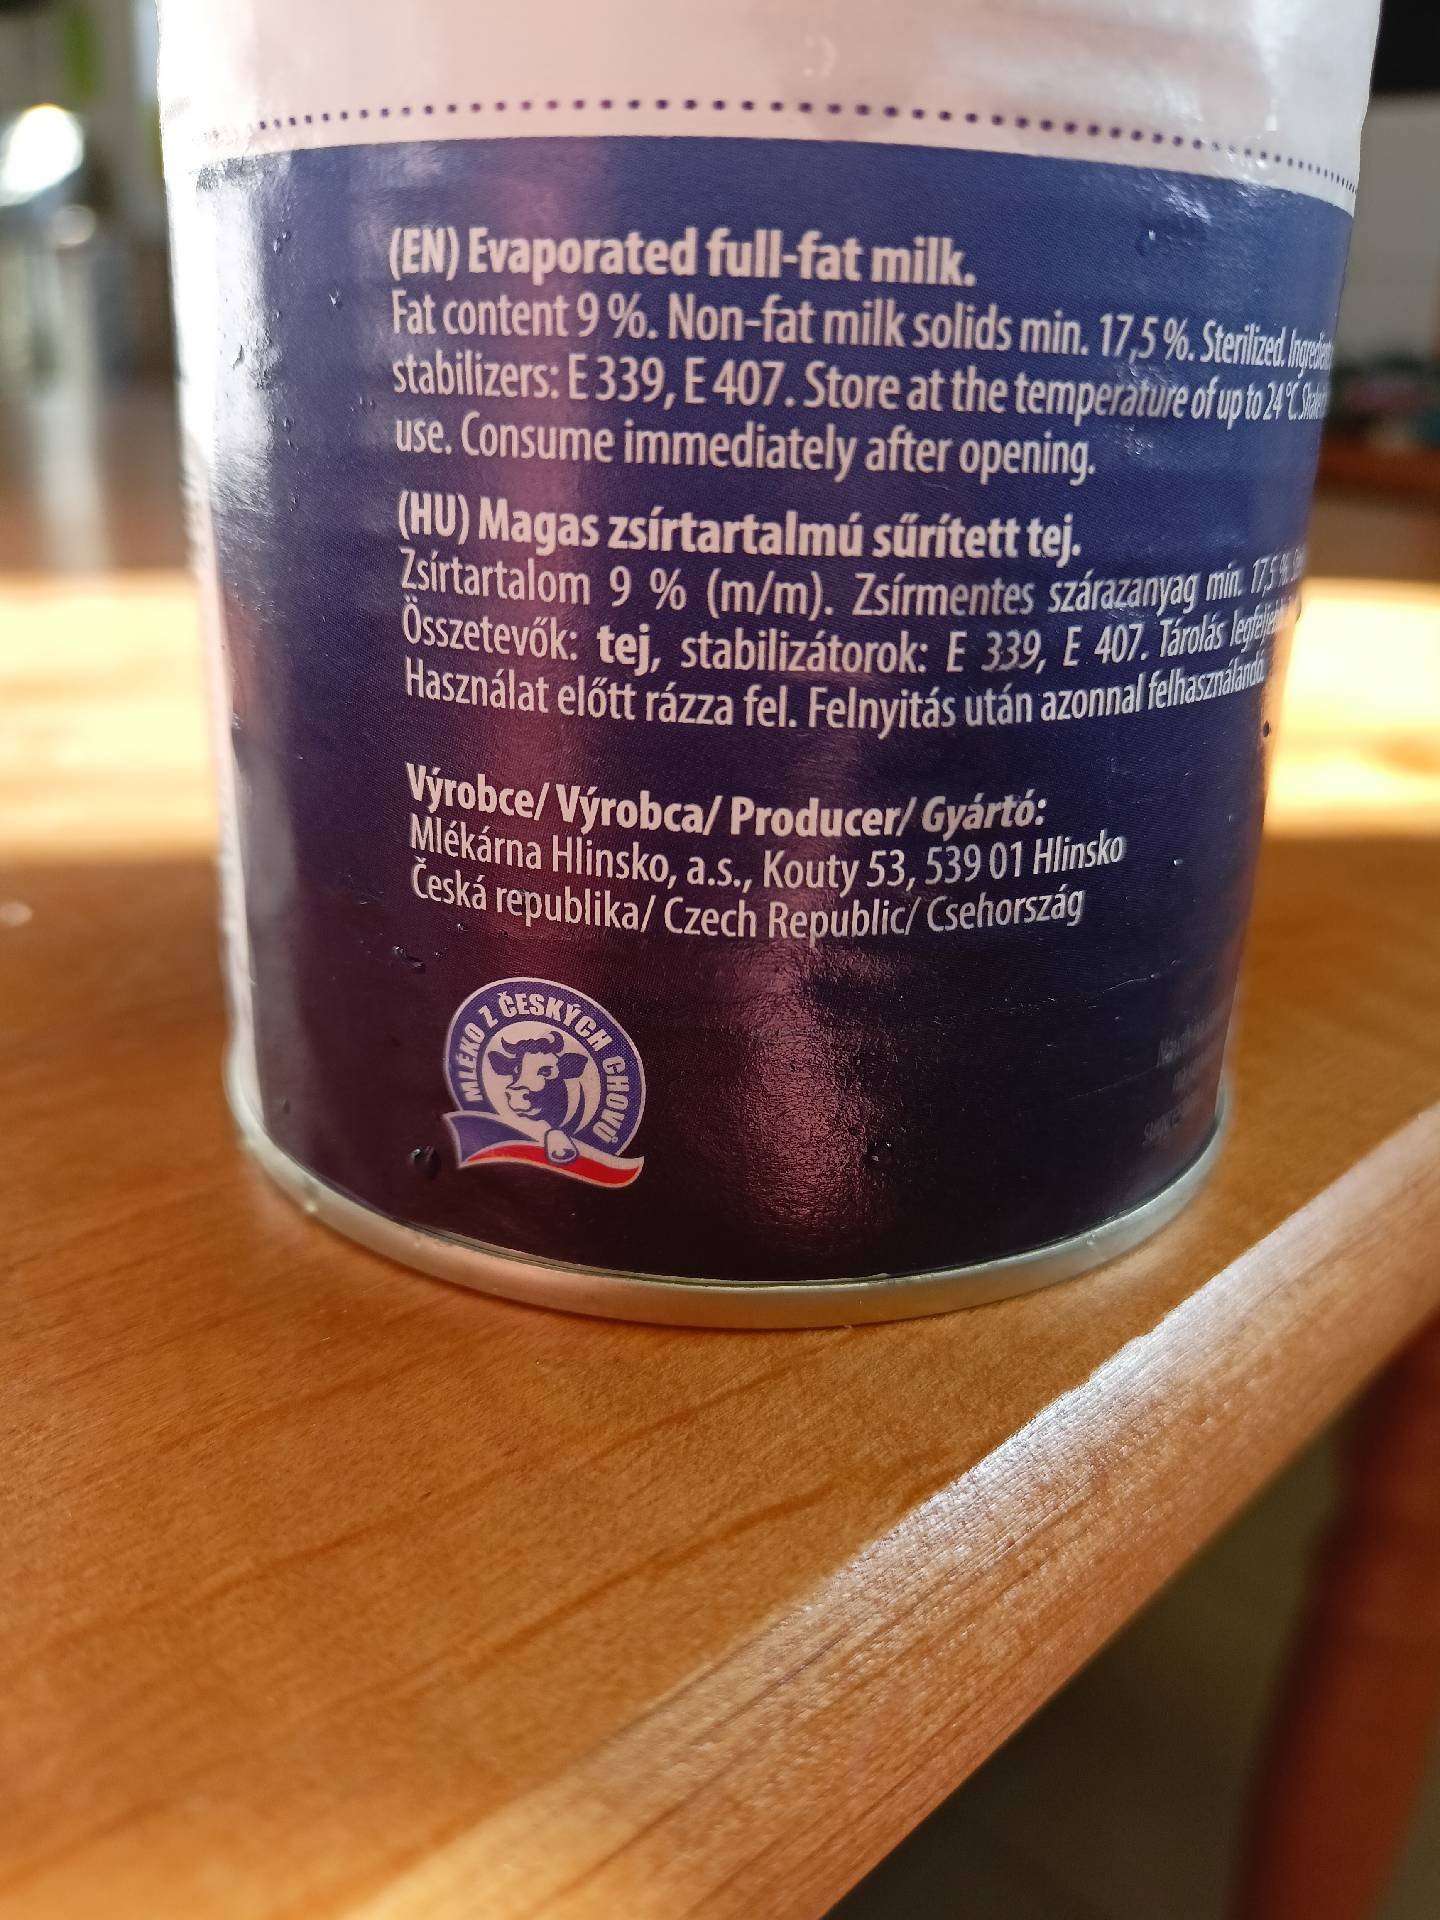 (EN) Evaporated full-fat milk.
Fat content 9 %. Non-fat milk solids min. 17,5 %. Sterilized.
stabilizers: E 339, E 407. Store at the temperature of up to 24°C.
use. Consume immediately after opening.
(HU) Magas zsírtartalmú sűrített tej.
Zsírtartalom 9 % (m/m). Zsírmentes szárazanyag min. 17,5 %
Összetevők: tej, stabilizátorok: E 339, E 407. Tárolás
Használat előtt rázza fel. Felnyitás után azonnal felhasználandó.
Výrobce/ Výrobca/ Producer/ Gyártó:
Mlékárna Hlinsko, a.s., Kouty 53, 539 01 Hlinsko
Česká republika/ Czech Republic/ Csehország
MLÉKO Z ČESKÝCH CHOVŮ